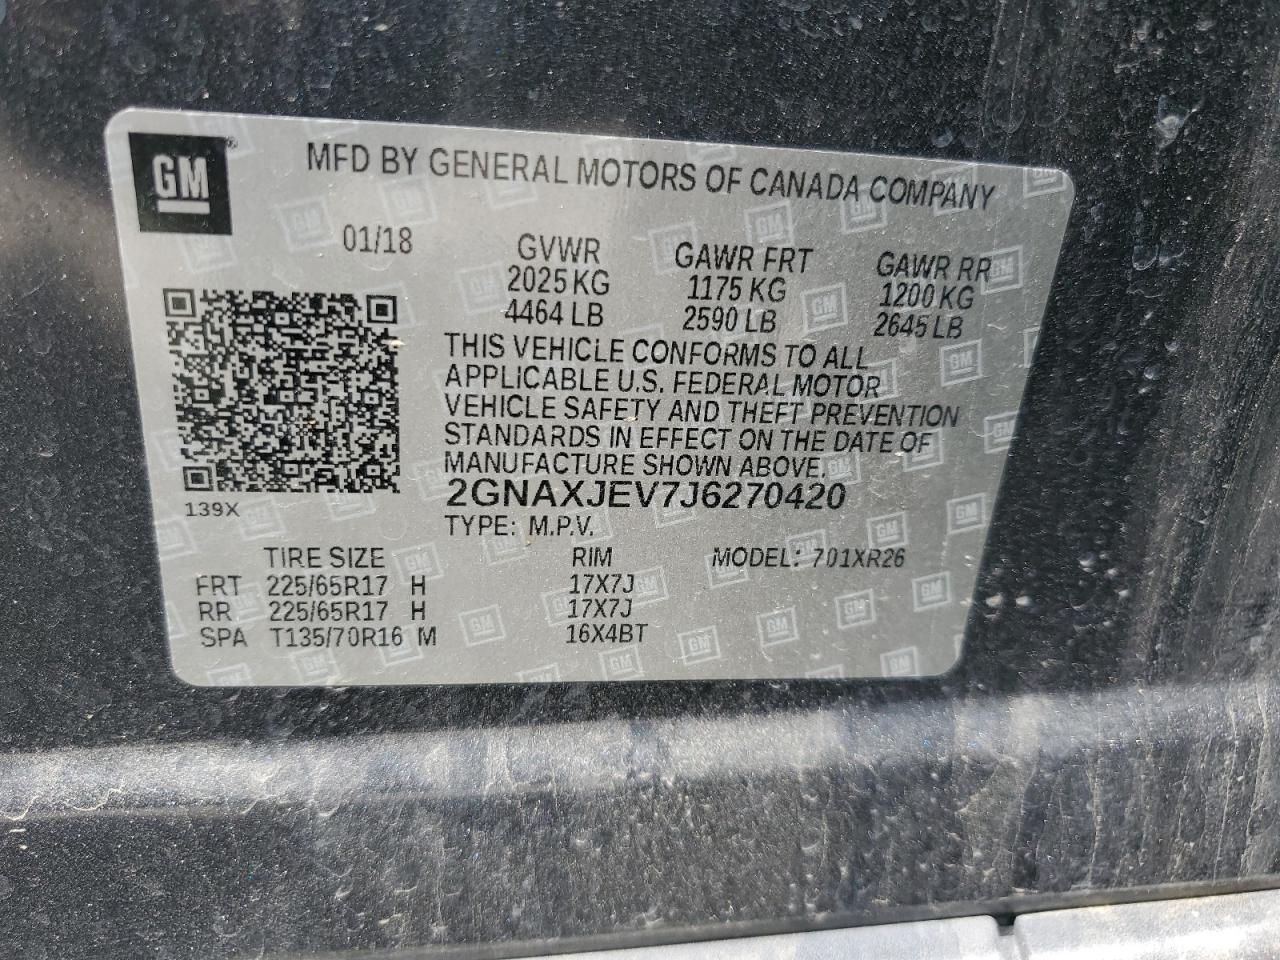 GM®
MFD BY GENERAL MOTORS OF CANADA COMPANY
01/18
GVWR GAWR FRT GAWR RR
2025 KG 1175 KG 1200 KG
4464 LB 2590 LB 2645 LB
THIS VEHICLE CONFORMS TO ALL
APPLICABLE U.S. FEDERAL MOTOR
VEHICLE SAFETY AND THEFT PREVENTION
STANDARDS IN EFFECT ON THE DATE OF
MANUFACTURE SHOWN ABOVE.
139X
2GNAXJEV7J6270420
TYPE: M.P.V.
TIRE SIZE RIM MODEL: 701XR26
FRT 225/65R17 H 17X7J
RR 225/65R17 H 17X7J
SPA T135/70R16 M 16X4BT